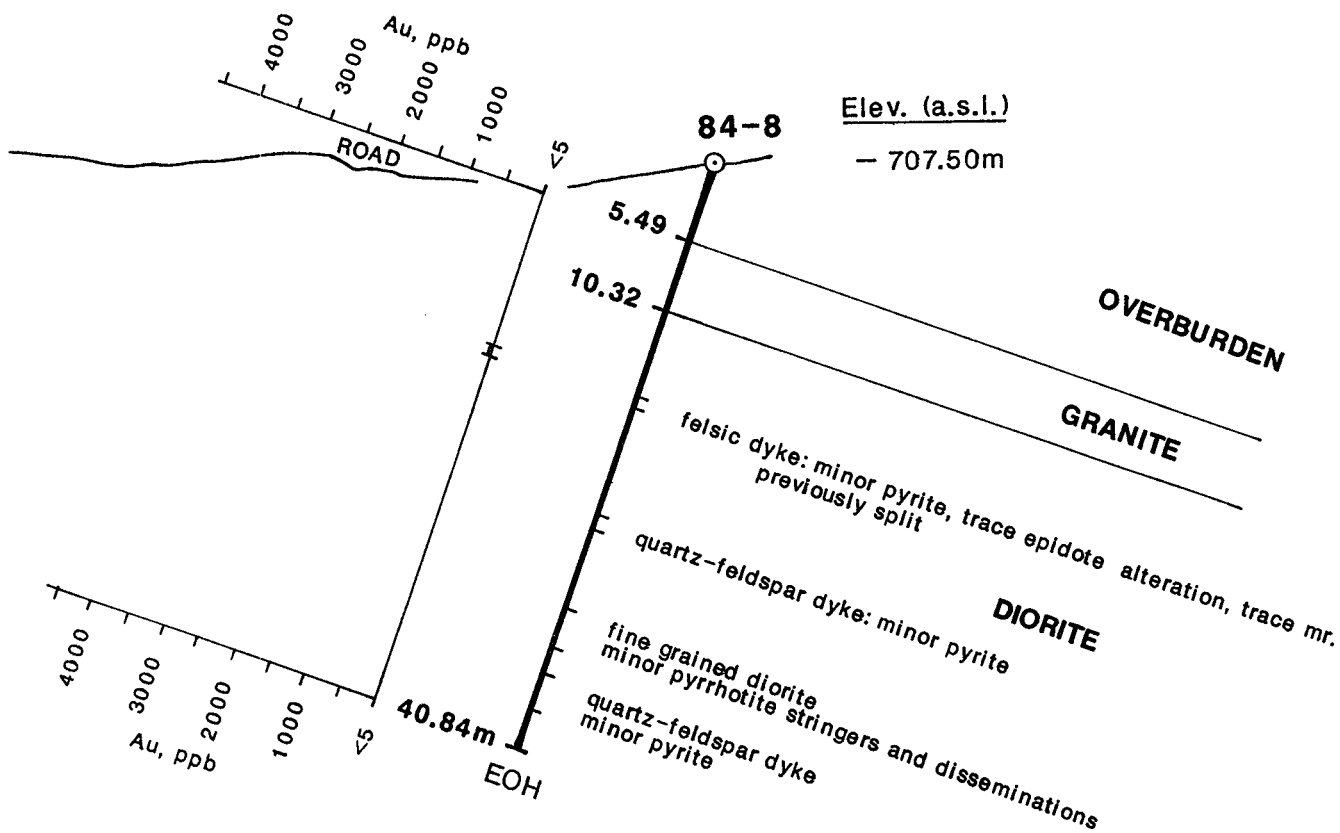 Au, ppb
4000
3000
2000
1000
<5
ROAD
84-8
Elev. (a.s.l.)
- 707.50m
5.49
10.32
OVERBURDEN
GRANITE
felsic dyke: minor pyrite, trace epidote alteration, trace mr.
previously split
DIORITE
quartz-feldspar dyke: minor pyrite
fine grained diorite
minor pyrrhotite stringers and disseminations
quartz-feldspar dyke
minor pyrite
40.84m
EOH
4000
3000
2000
1000
<5
Au, ppb